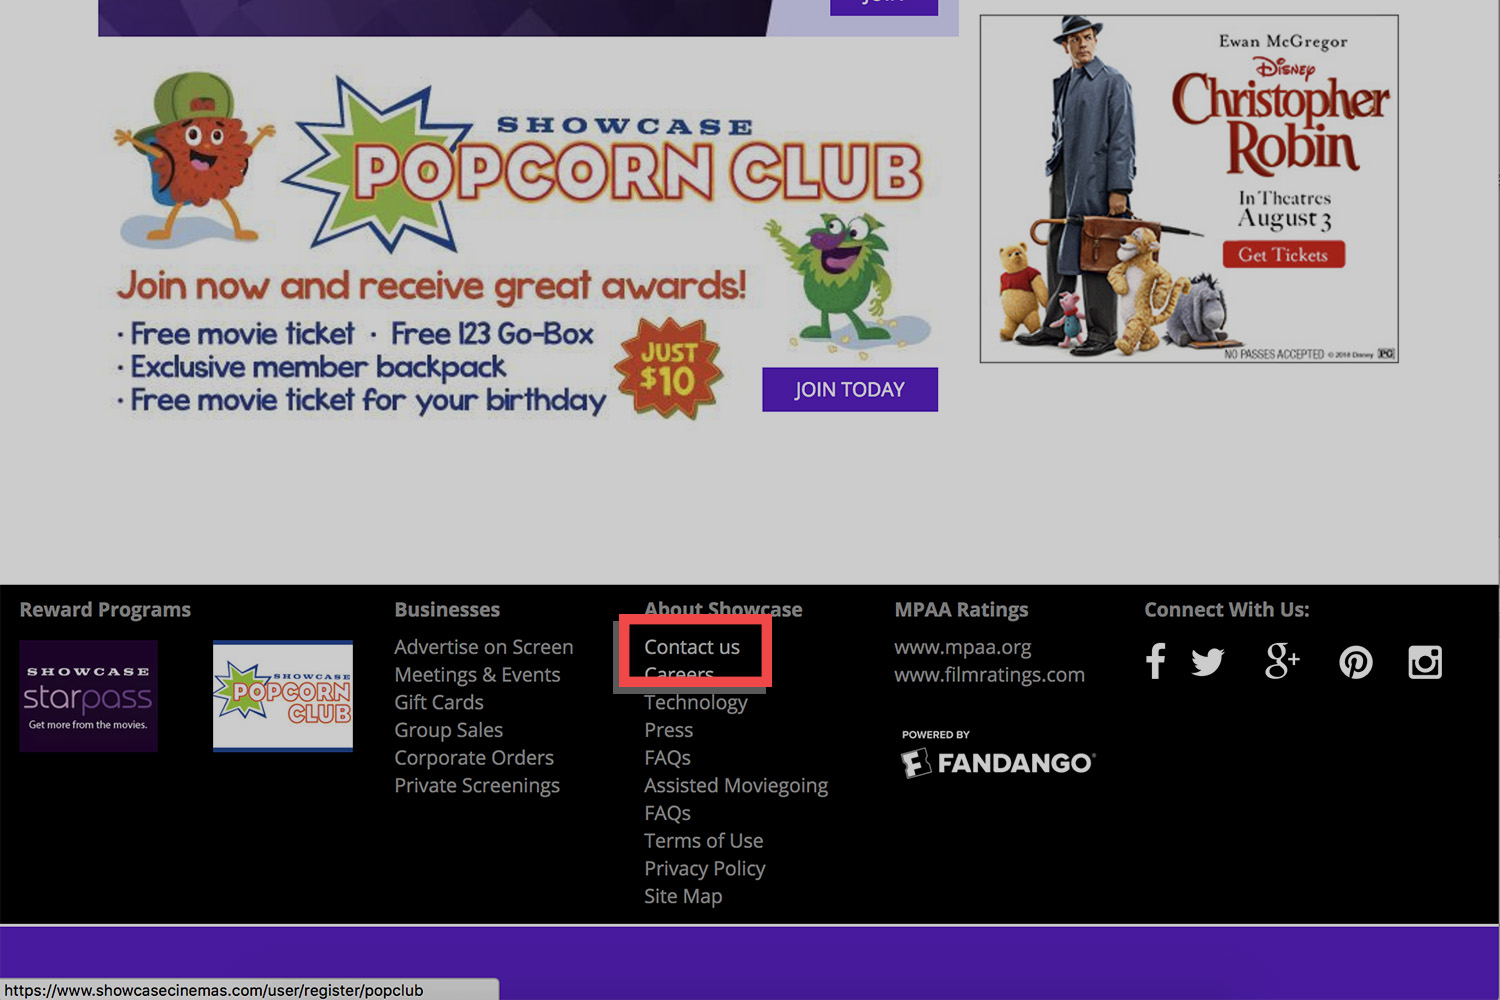 JOIN
SHOWCASE
POPCORN CLUB
Join now and receive great awards!
· Free movie ticket · Free 123 Go-Box
· Exclusive member backpack
· Free movie ticket for your birthday
JUST
$10
JOIN TODAY
Ewan McGregor
Disney
Christopher
Robin
In Theatres
August 3
Get Tickets
NO PASSES ACCEPTED © 2018 Disney PG
Reward Programs
SHOWCASE
starpass
Get more from the movies.
SHOWCASE
POPCORN
CLUB
Businesses
Advertise on Screen
Meetings & Events
Gift Cards
Group Sales
Corporate Orders
Private Screenings
About Showcase
Contact us
Careers
Technology
Press
FAQs
Assisted Moviegoing
FAQs
Terms of Use
Privacy Policy
Site Map
MPAA Ratings
www.mpaa.org
www.filmratings.com
POWERED BY
FANDANGO
Connect With Us:
https://www.showcasecinemas.com/user/register/popclub